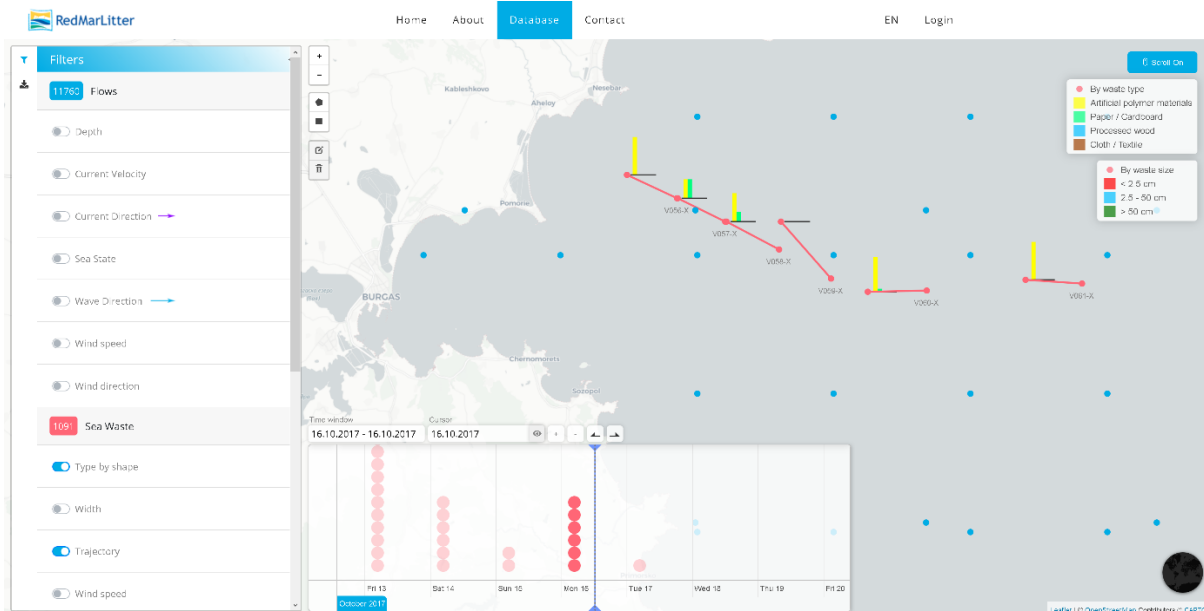 RedMarLitter
Home About Database Contact EN Login
Filters
11760 Flows
Depth
Current Velocity
Current Direction
Sea State
Wave Direction
Wind speed
Wind direction
1091 Sea Waste
Type by shape
Width
Trajectory
Wind speed
+
-
Kableshkovo
Aheloy
Nesebar
Pomorie
BURGAS
Chernomorets
Sozopol
V056-X
V057-X
V058-X
V059-X
V060-X
V061-X
Scroll On
By waste type
Artificial polymer materials
Paper / Cardboard
Processed wood
Cloth / Textile
By waste size
< 2.5 cm
2.5 - 50 cm
> 50 cm
Time window Cursor
16.10.2017 - 16.10.2017 16.10.2017 + -
Fri 13 Sat 14 Sun 15 Mon 16 Tue 17 Wed 18 Thu 19 Fri 20
October 2017
Leaflet | © OpenStreetMap Contributors